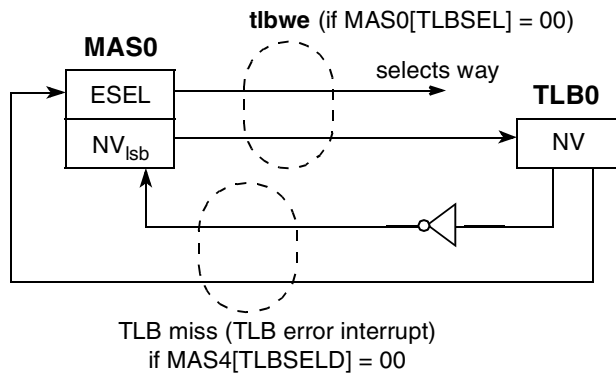 tlbwe (if MAS0[TLBSEL] = 00)
MAS0
selects way
ESEL
TLB0
NVlsb
NV
TLB miss (TLB error interrupt)
if MAS4[TLBSELD] = 00